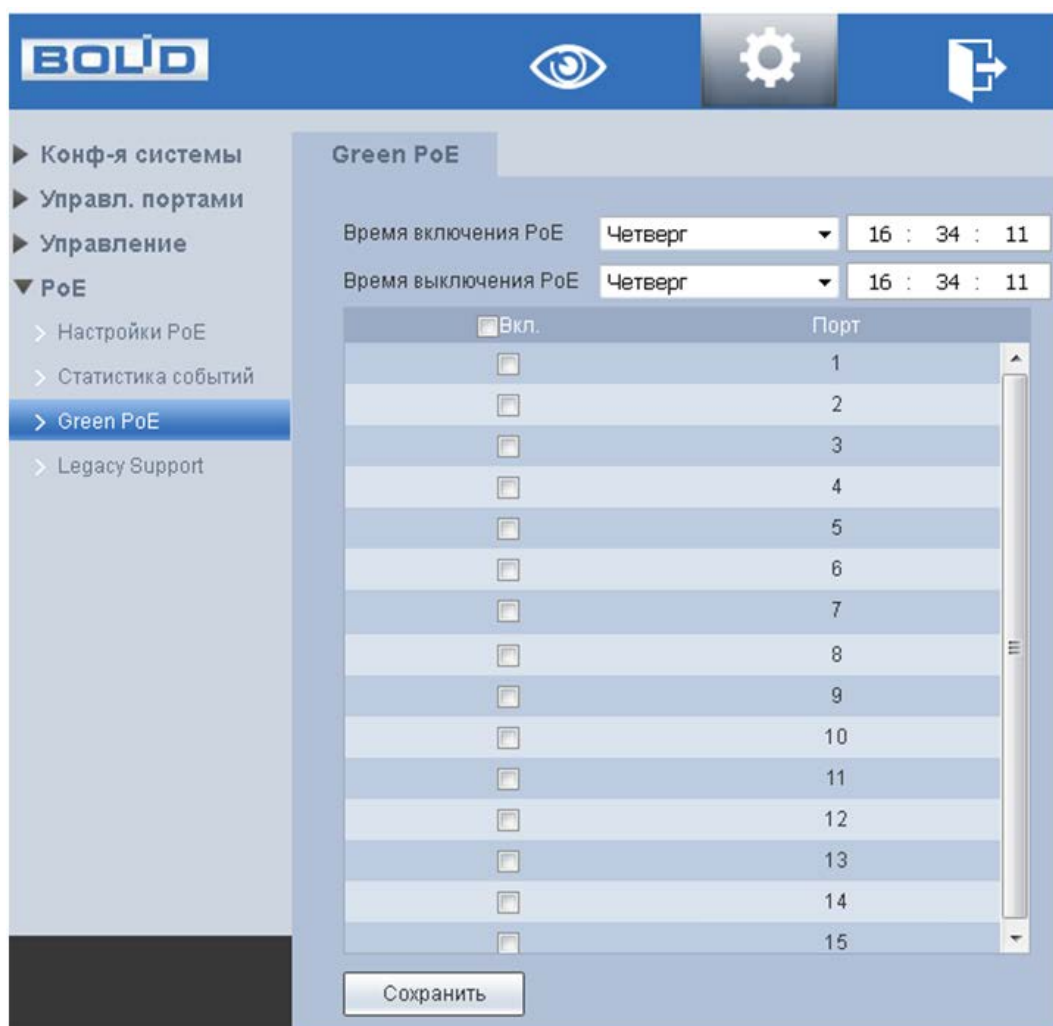 BOLID
Конф-я системы
Управл. портами
Управление
PoE
Настройки PoE
Статистика событий
Green PoE
Legacy Support
Green PoE
Время включения PoE Четверг 16 : 34 : 11
Время выключения PoE Четверг 16 : 34 : 11
Вкл. Порт
1
2
3
4
5
6
7
8
9
10
11
12
13
14
15
Сохранить